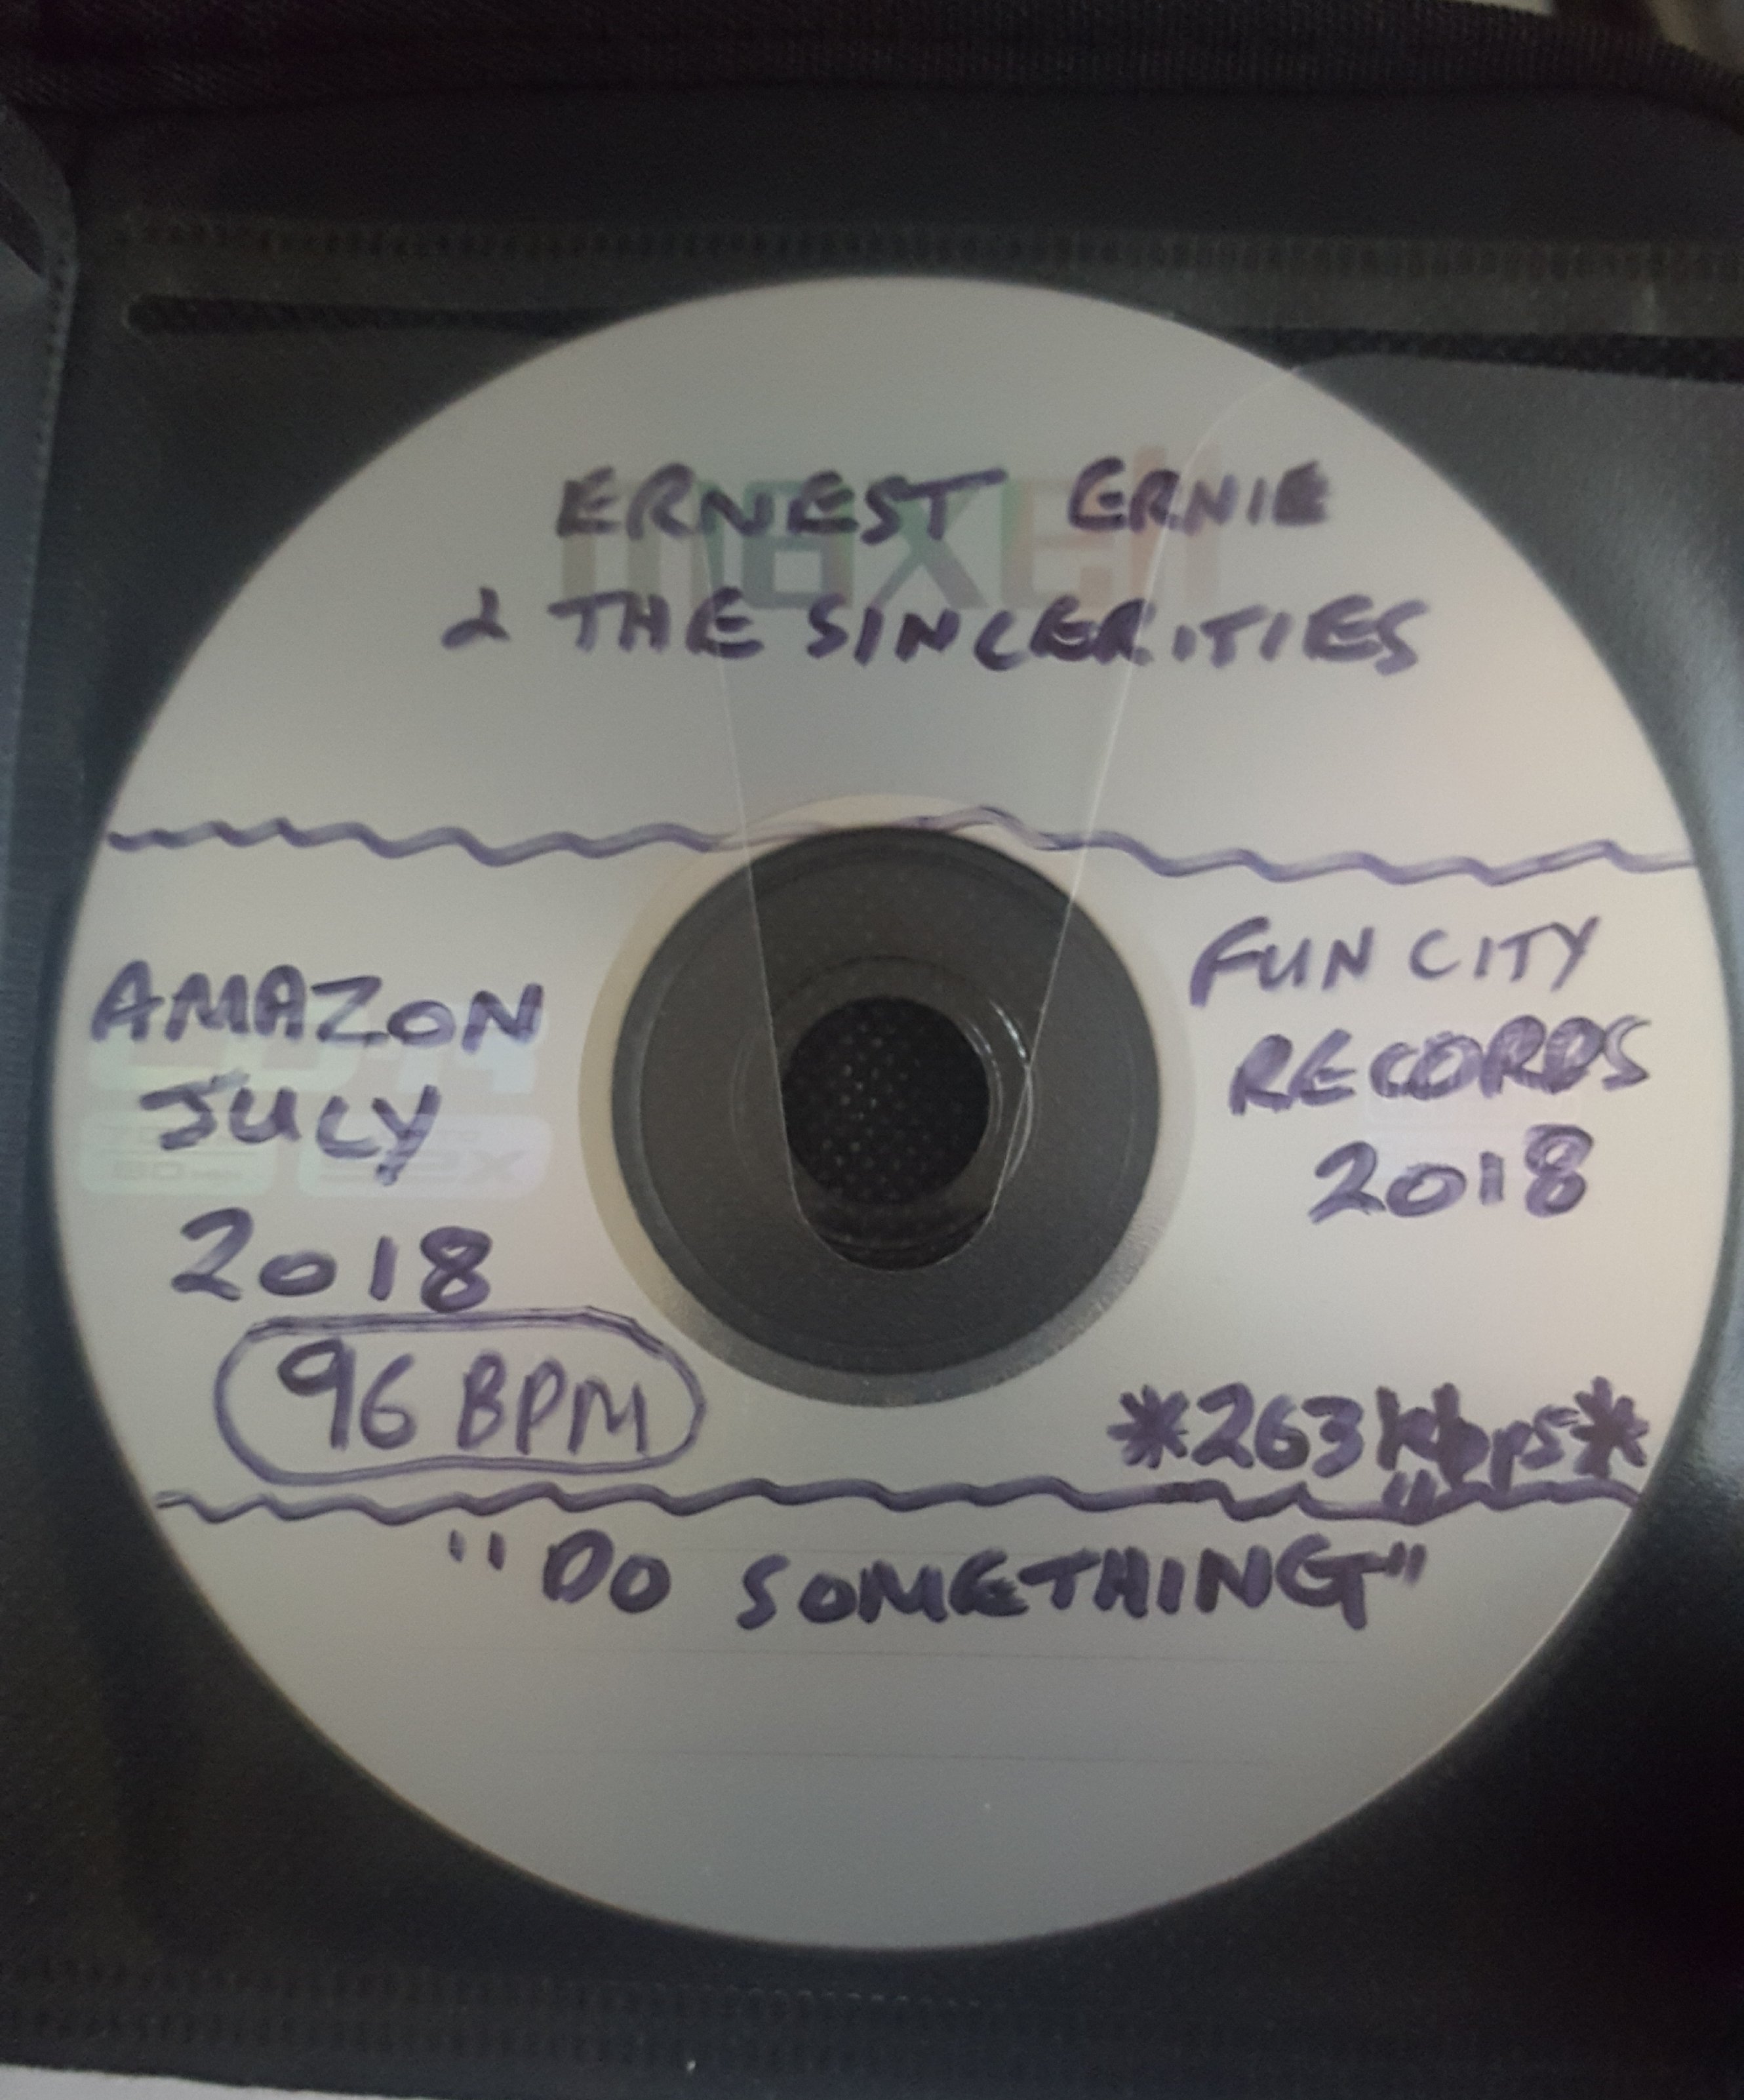 maxell
ERNEST ERNIE
& THE SINCERITIES
AMAZON
JULY
2018
96 BPM
FUN CITY
RECORDS
2018
*263 kbps*
"DO SOMETHING"